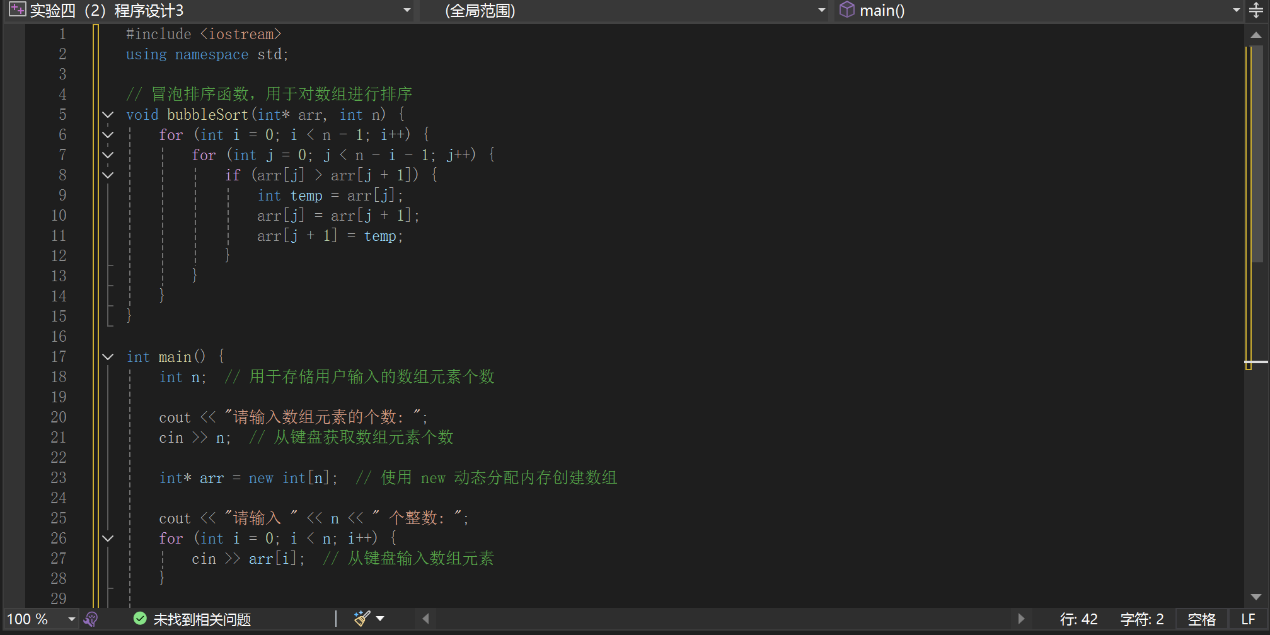 实验四（2）程序设计3 (全局范围) main()
1 #include <iostream>
2 using namespace std;
3
4 // 冒泡排序函数，用于对数组进行排序
5 void bubbleSort(int* arr, int n) {
6 for (int i = 0; i < n - 1; i++) {
7 for (int j = 0; j < n - i - 1; j++) {
8 if (arr[j] > arr[j + 1]) {
9 int temp = arr[j];
10 arr[j] = arr[j + 1];
11 arr[j + 1] = temp;
12 }
13 }
14 }
15 }
16
17 int main() {
18 int n; // 用于存储用户输入的数组元素个数
19
20 cout << "请输入数组元素的个数: ";
21 cin >> n; // 从键盘获取数组元素个数
22
23 int* arr = new int[n]; // 使用 new 动态分配内存创建数组
24
25 cout << "请输入 " << n << " 个整数: ";
26 for (int i = 0; i < n; i++) {
27 cin >> arr[i]; // 从键盘输入数组元素
28 }
29
100 % 未找到相关问题 行: 42 字符: 2 空格 LF